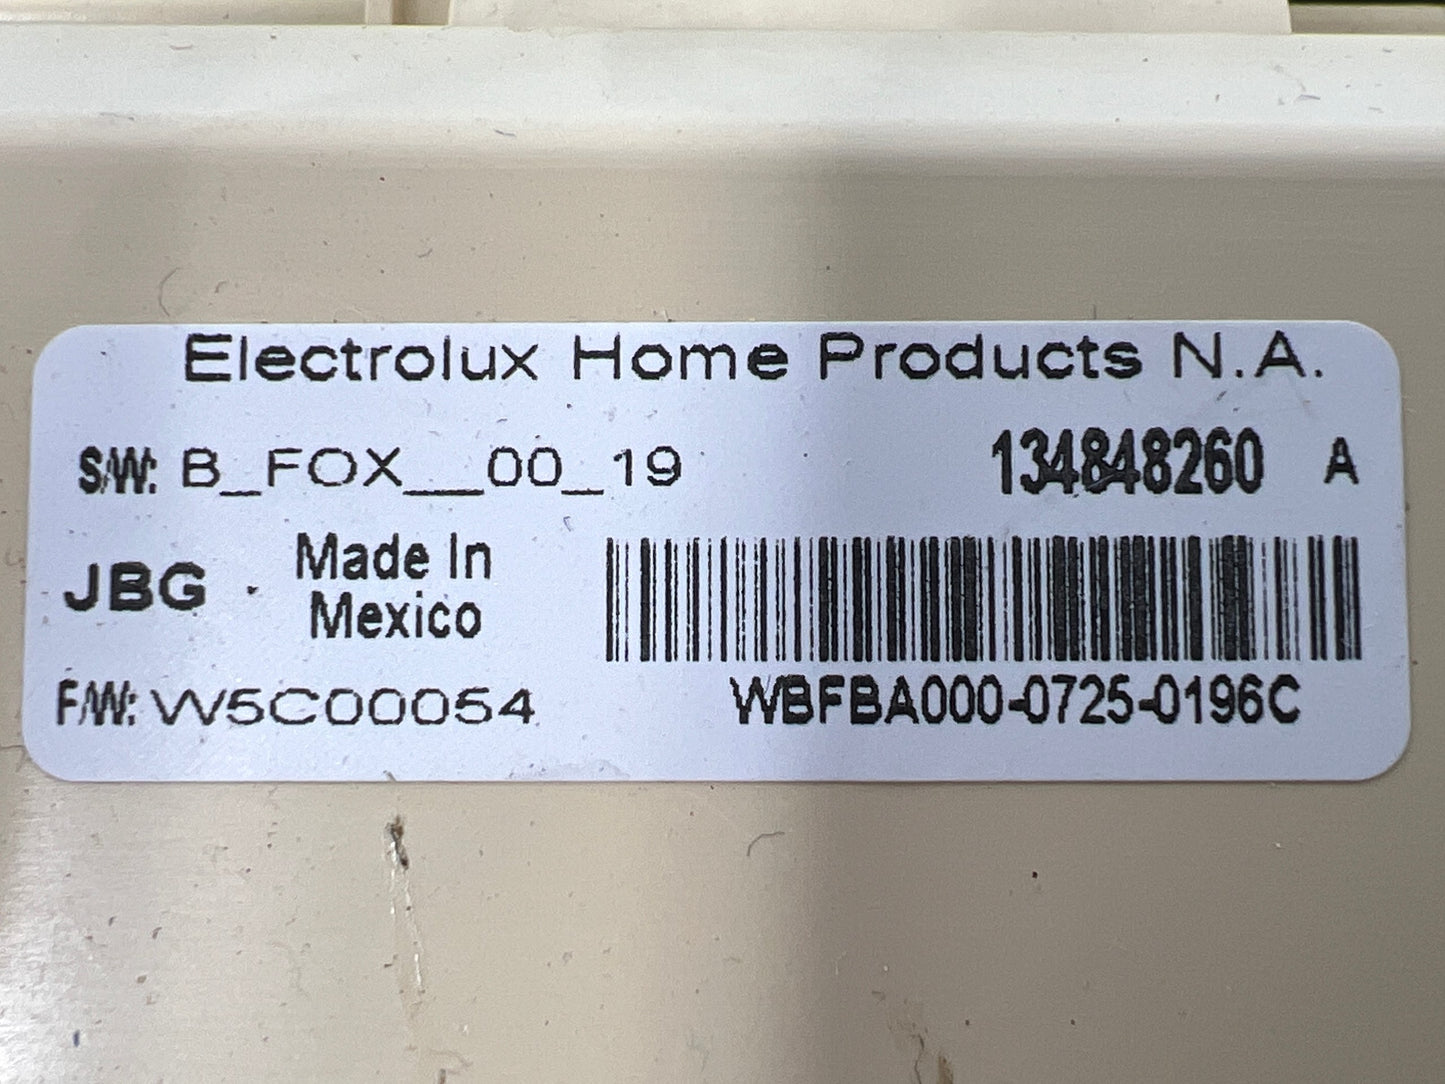 Electrolux Home Products N.A.
S/W: B_FOX__00_19 134848260 A
JBG . Made In
Mexico
F/W: W5C00054 WBFBA000-0725-0196C